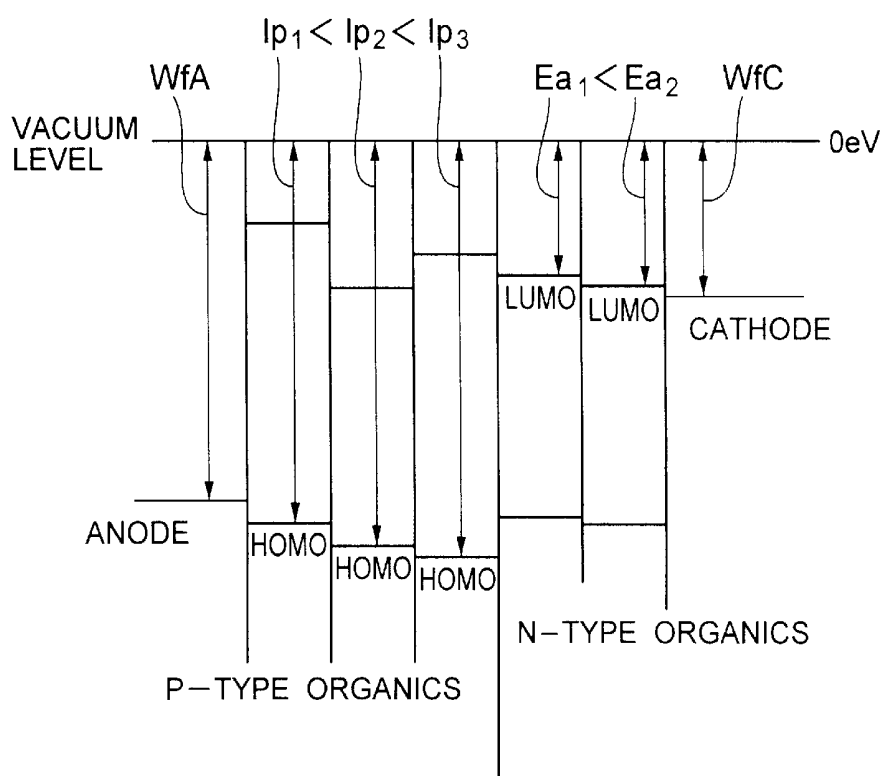 Ip1 < Ip2 < Ip3
WfA
Ea1 < Ea2
WfC
VACUUM
LEVEL
0eV
LUMO
LUMO
CATHODE
ANODE
HOMO
HOMO
HOMO
N-TYPE ORGANICS
P-TYPE ORGANICS